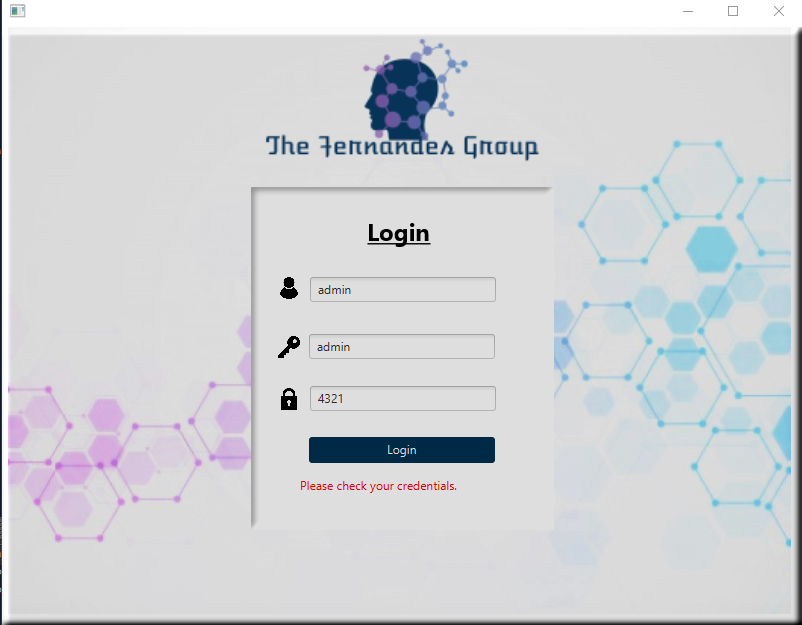 The Fernandes Group
Login
admin
admin
4321
Login
Please check your credentials.